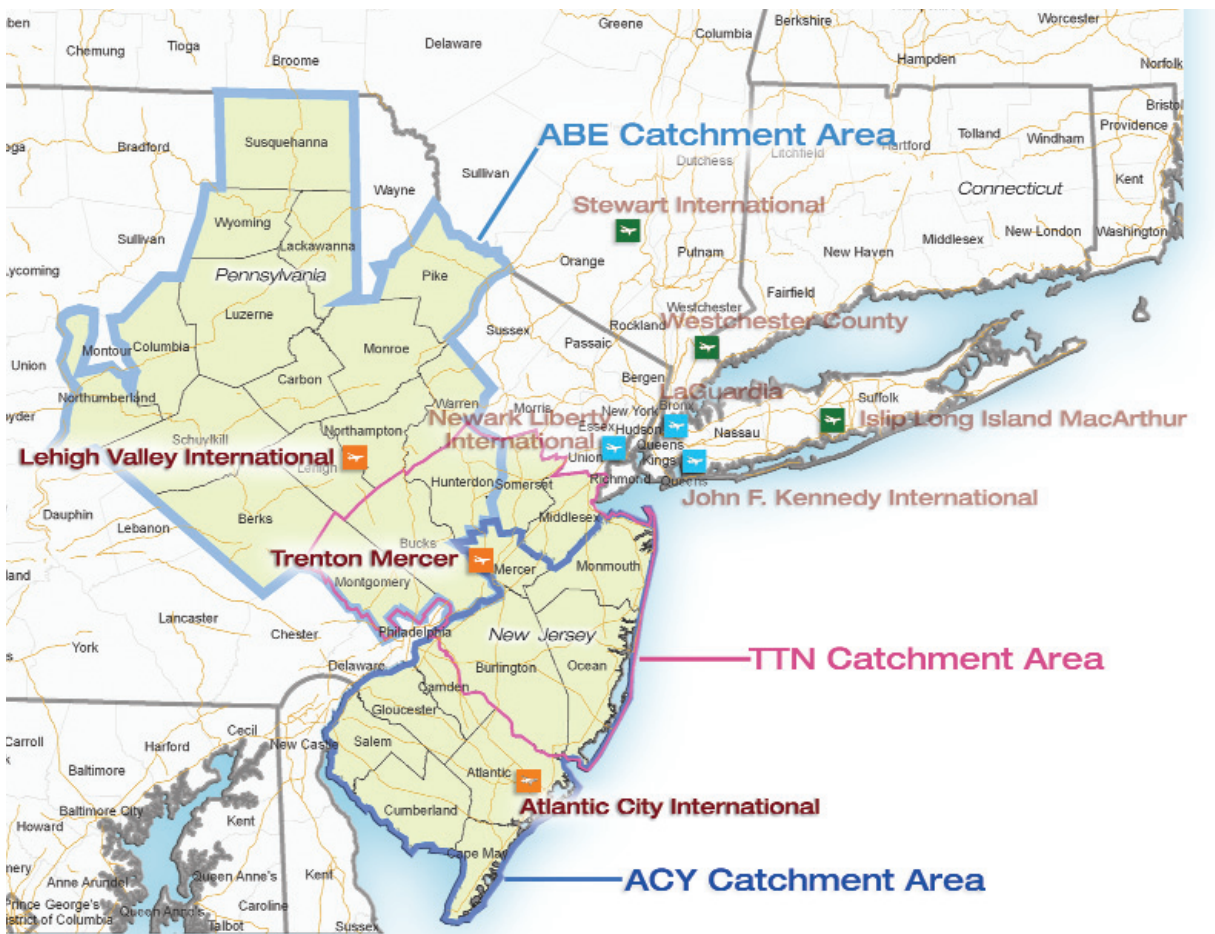 Greene
Berkshire
Worcester
Columbia
Tioga
Chemung
Delaware
Broome
Hampden
Norfolk
Bristol
ABE Catchment Area
Providence
Tolland
Windham
Susquehanna
Bradford
Hartford
Litchfield
Dutchess
Sullivan
Kent
Wayne
Connecticut
Stewart International
Wyoming
Sullivan
Lackawanna
New London
Washington
Middlesex
New Haven
Putnam
Orange
Pennsylvania
Pike
Fairfield
Westchester
Luzerne
Rockland
Westchester County
Sussex
Passaic
Montour
Columbia
Monroe
Union
Bergen
Carbon
LaGuardia
Northumberland
Suffolk
Warren
Morris
New York
Bronx
Newark Liberty
International
Essex
Hudson
Islip Long Island MacArthur
Northampton
Nassau
Schuylkill
Queens
Lehigh Valley International
Lehigh
Union
Kings
Richmond
Queens
Hunterdon
Somerset
John F. Kennedy International
Dauphin
Berks
Middlesex
Lebanon
Bucks
Trenton Mercer
Mercer
Monmouth
Montgomery
Lancaster
Chester
Philadelphia
New Jersey
York
TTN Catchment Area
Delaware
Burlington
Ocean
Camden
Gloucester
Cecil
Carroll
Harford
New Castle
Salem
Baltimore
Atlantic
Atlantic City International
Baltimore City
Cumberland
Howard
Kent
Cape May
Anne Arundel
Queen Anne's
Kent
ACY Catchment Area
Prince George's
Caroline
Queen Anne's
District of Columbia
Talbot
Sussex